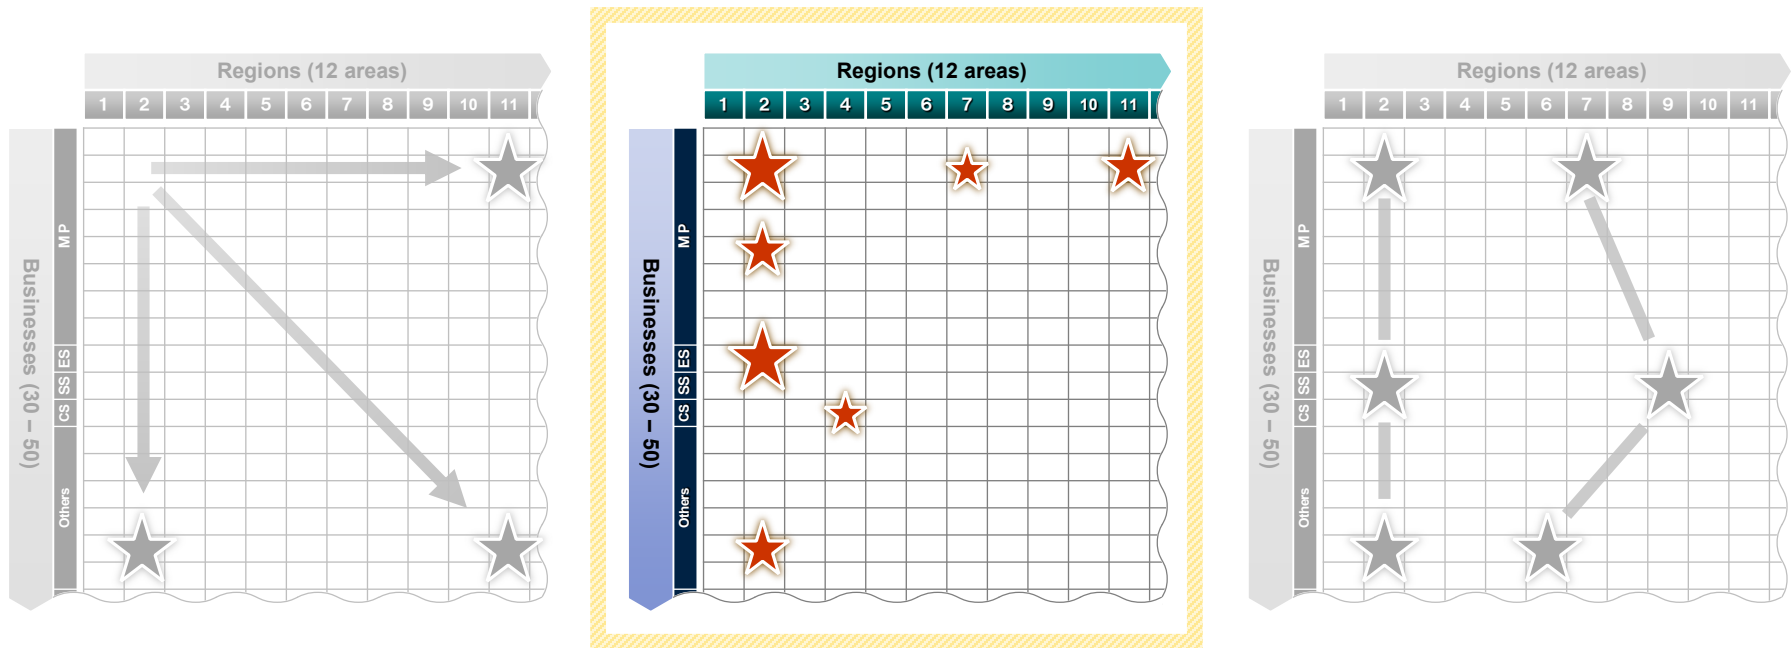 Regions (12 areas)
1 2 3 4 5 6 7 8 9 10 11
Businesses (30 – 50)
MP
ES
SS
CS
Others
Regions (12 areas)
1 2 3 4 5 6 7 8 9 10 11
Businesses (30 – 50)
MP
ES
SS
CS
Others
Regions (12 areas)
1 2 3 4 5 6 7 8 9 10 11
Businesses (30 – 50)
MP
ES
SS
CS
Others